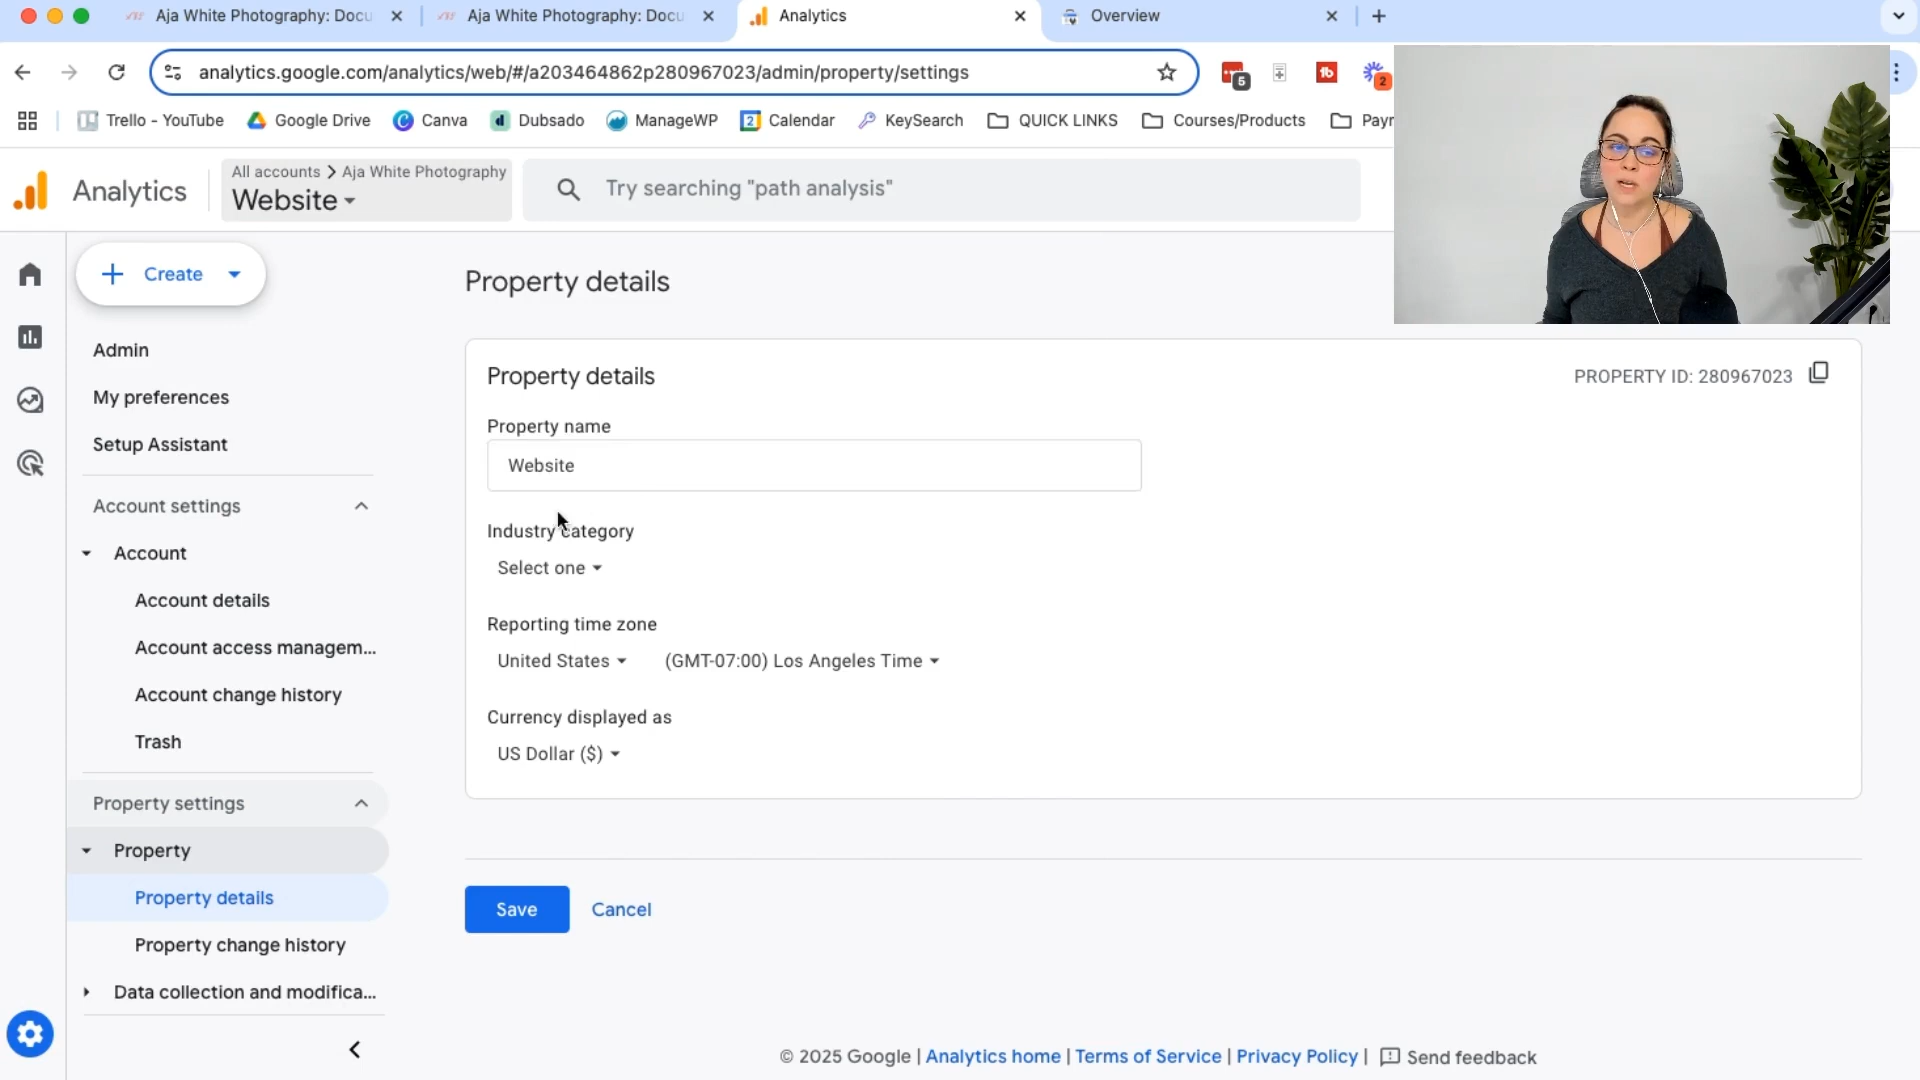 Aja White Photography: Docu
Aja White Photography: Docu
Analytics
Overview
analytics.google.com/analytics/web/#/a203464862p280967023/admin/property/settings
5
2
Trello - YouTube
Google Drive
Canva
Dubsado
ManageWP
Calendar
KeySearch
QUICK LINKS
Courses/Products
Payr
Analytics
All accounts > Aja White Photography
Website
Try searching "path analysis"
Create
Admin
My preferences
Setup Assistant
Account settings
Account
Account details
Account access managem...
Account change history
Trash
Property settings
Property
Property details
Property change history
Data collection and modifica...
Property details
Property details
PROPERTY ID: 280967023
Property name
Website
Industry category
Select one
Reporting time zone
United States
(GMT-07:00) Los Angeles Time
Currency displayed as
US Dollar ($)
Save
Cancel
© 2025 Google | Analytics home | Terms of Service | Privacy Policy | Send feedback